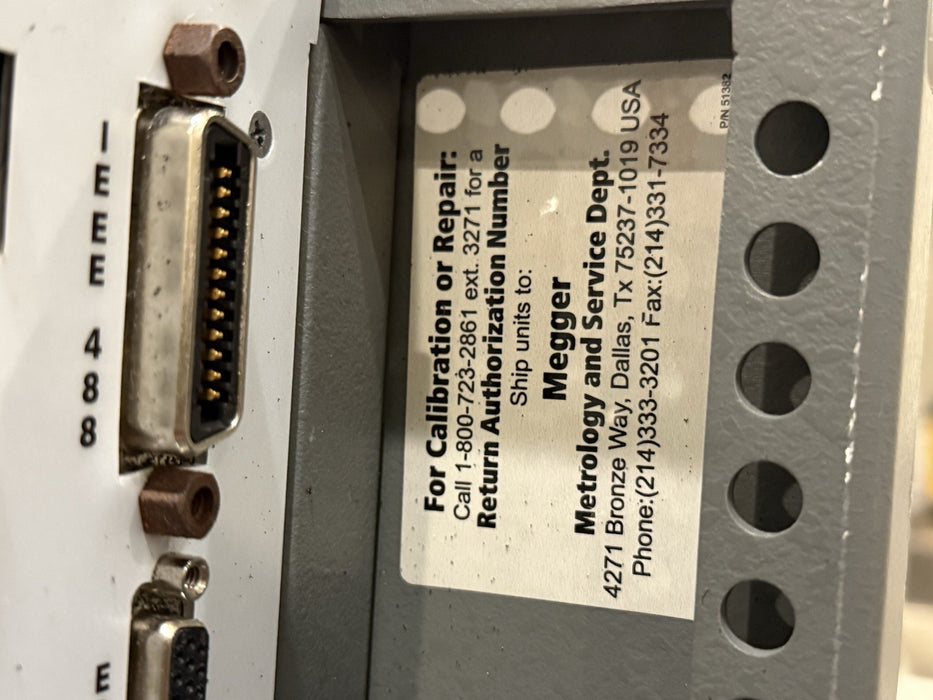 IEEE 488
E
For Calibration or Repair:
Call 1-800-723-2861 ext. 3271 for a
Return Authorization Number
Ship units to:
Megger
Metrology and Service Dept.
4271 Bronze Way, Dallas, Tx 75237-1019 USA
Phone:(214)333-3201 Fax:(214)331-7334
P/N 51382